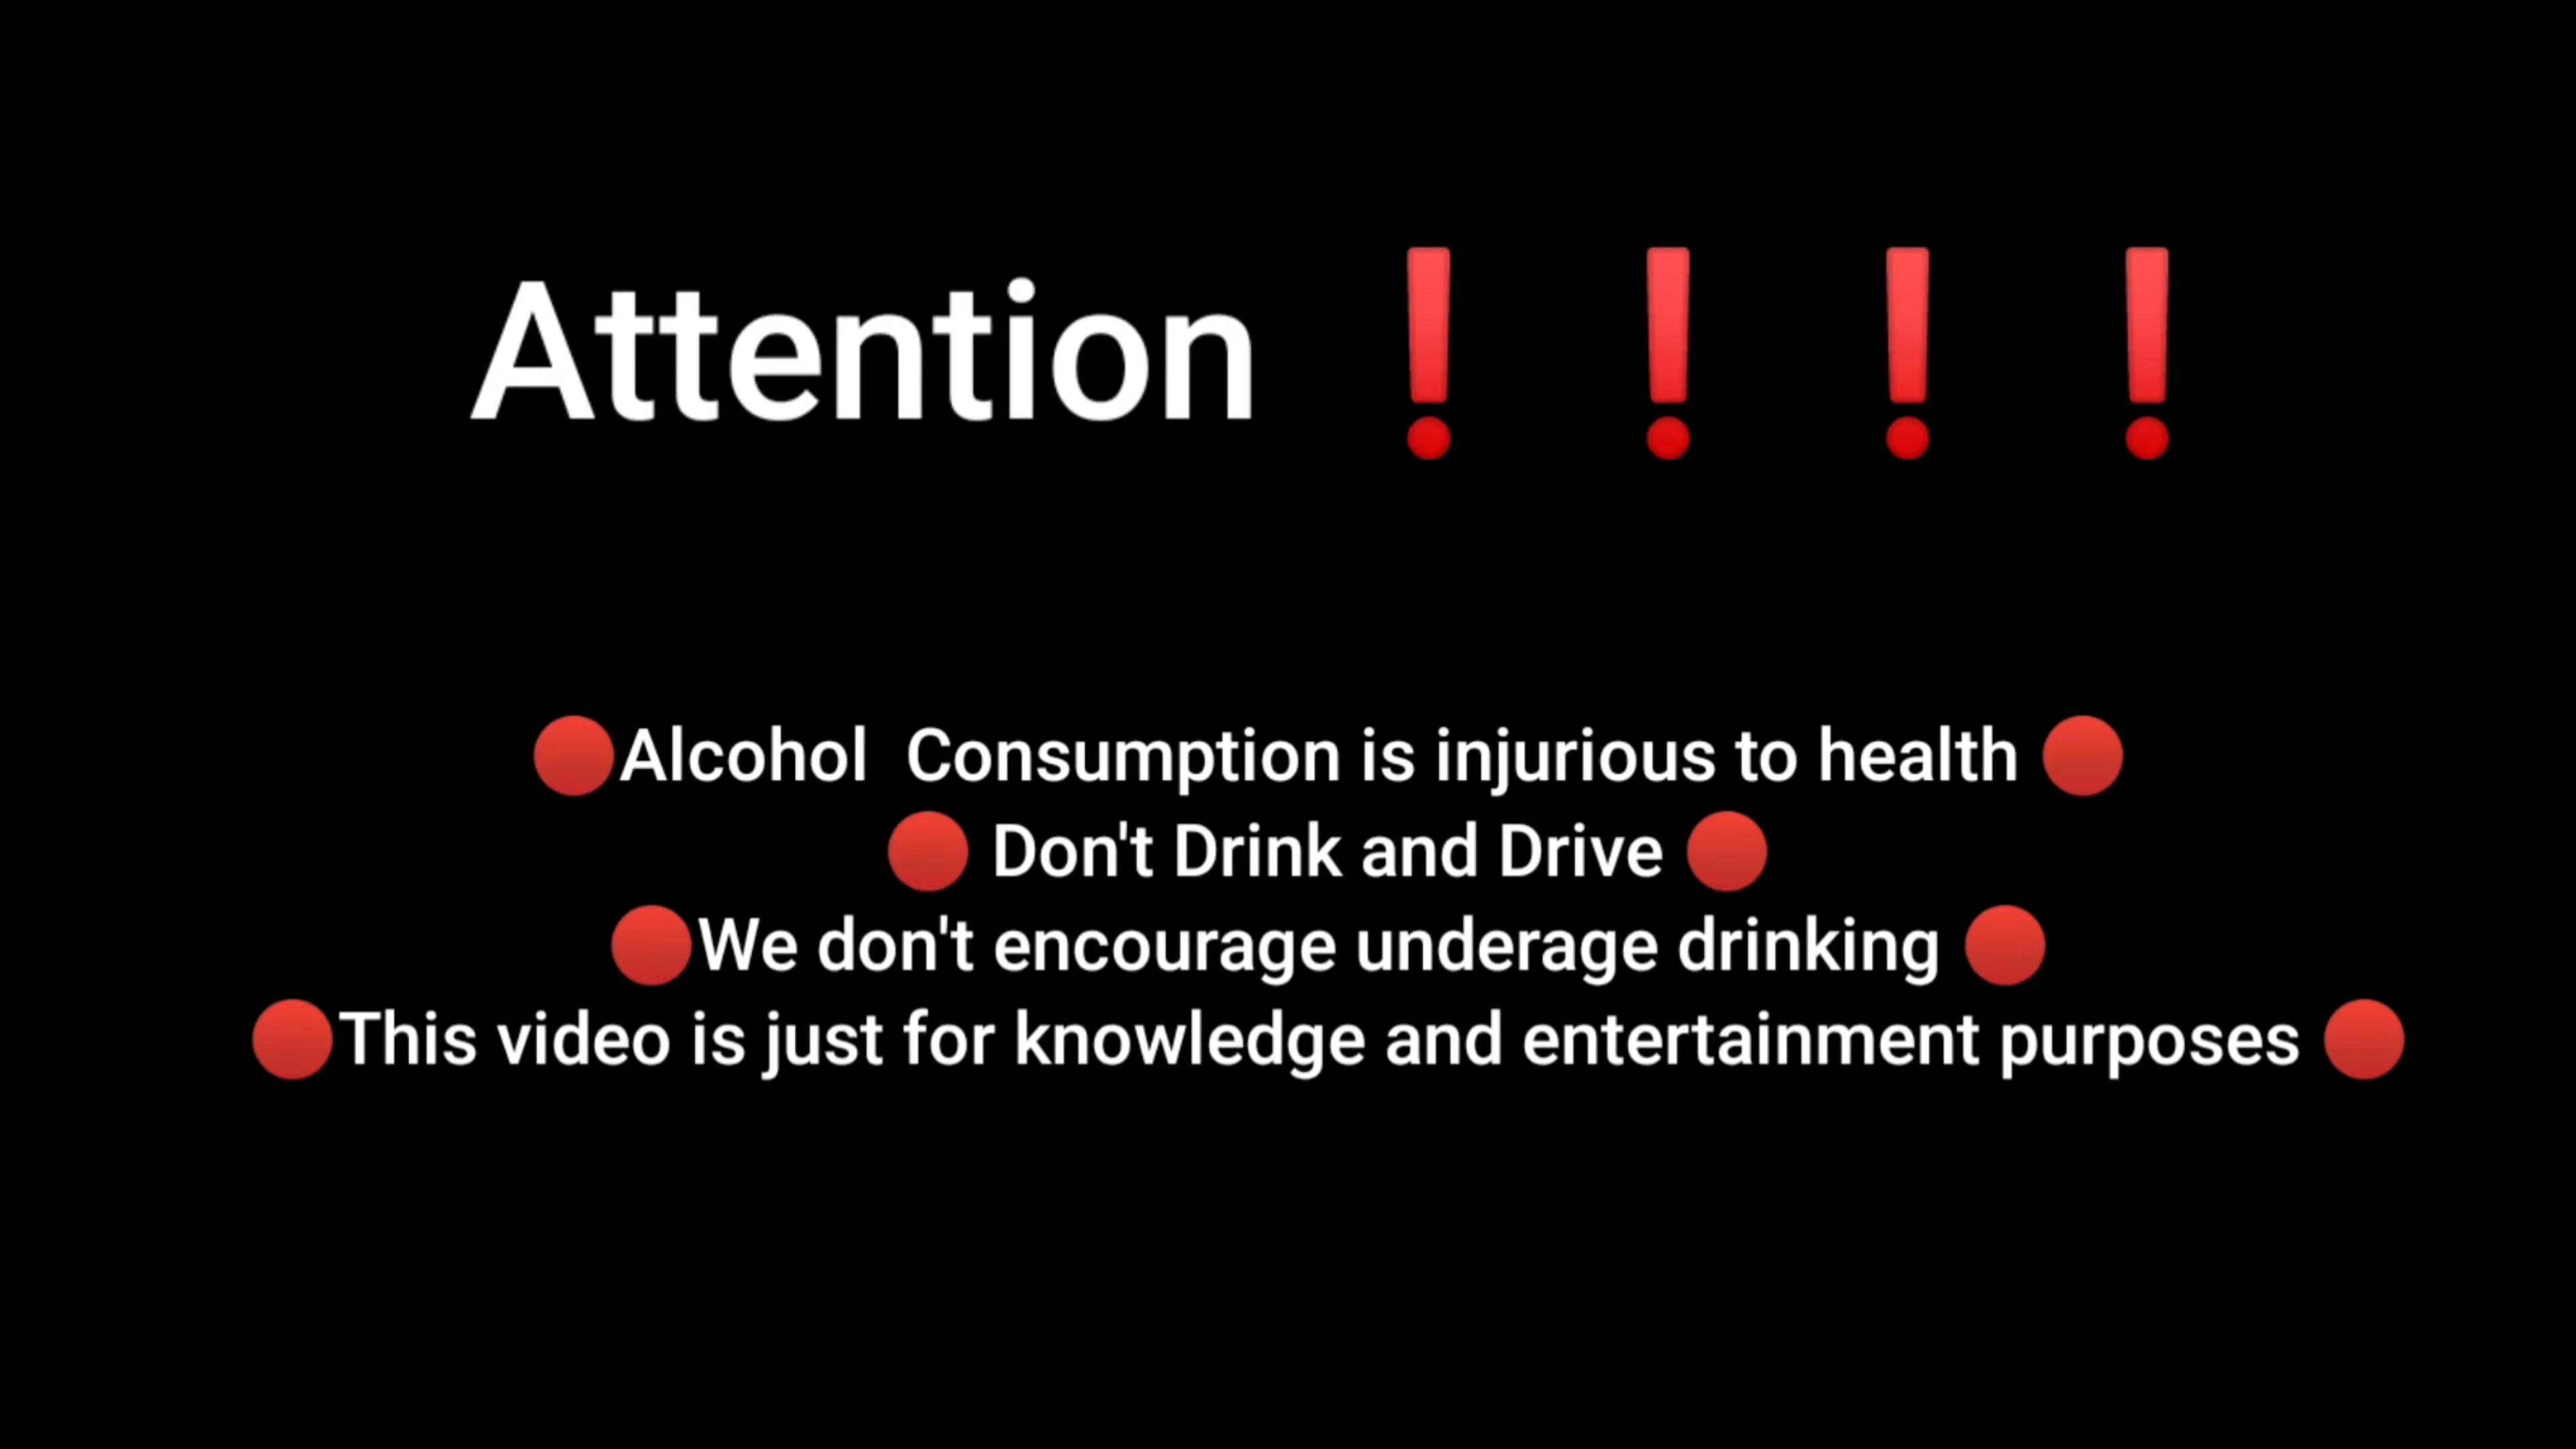 Attention ❗ ❗ ❗ ❗
🔴Alcohol  Consumption is injurious to health 🔴
🔴 Don't Drink and Drive 🔴
🔴We don't encourage underage drinking 🔴
🔴This video is just for knowledge and entertainment purposes 🔴